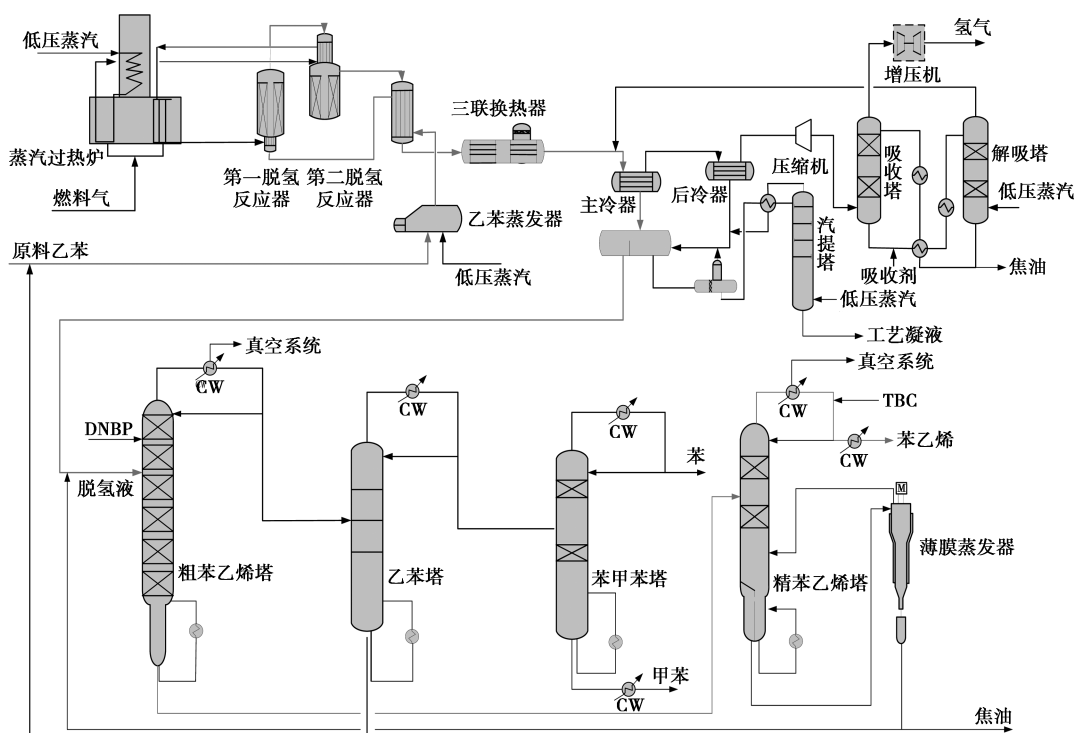 低压蒸汽
蒸汽过热炉
燃料气
第一脱氢
反应器
第二脱氢
反应器
三联换热器
乙苯蒸发器
低压蒸汽
原料乙苯
主冷器
后冷器
压缩机
汽提塔
低压蒸汽
工艺凝液
氢气
增压机
吸收塔
解吸塔
低压蒸汽
吸收剂
焦油
真空系统
CW
DNBP
脱氢液
粗苯乙烯塔
CW
乙苯塔
CW
苯
苯甲苯塔
甲苯
CW
真空系统
CW
TBC
苯乙烯
CW
M
薄膜蒸发器
精苯乙烯塔
焦油